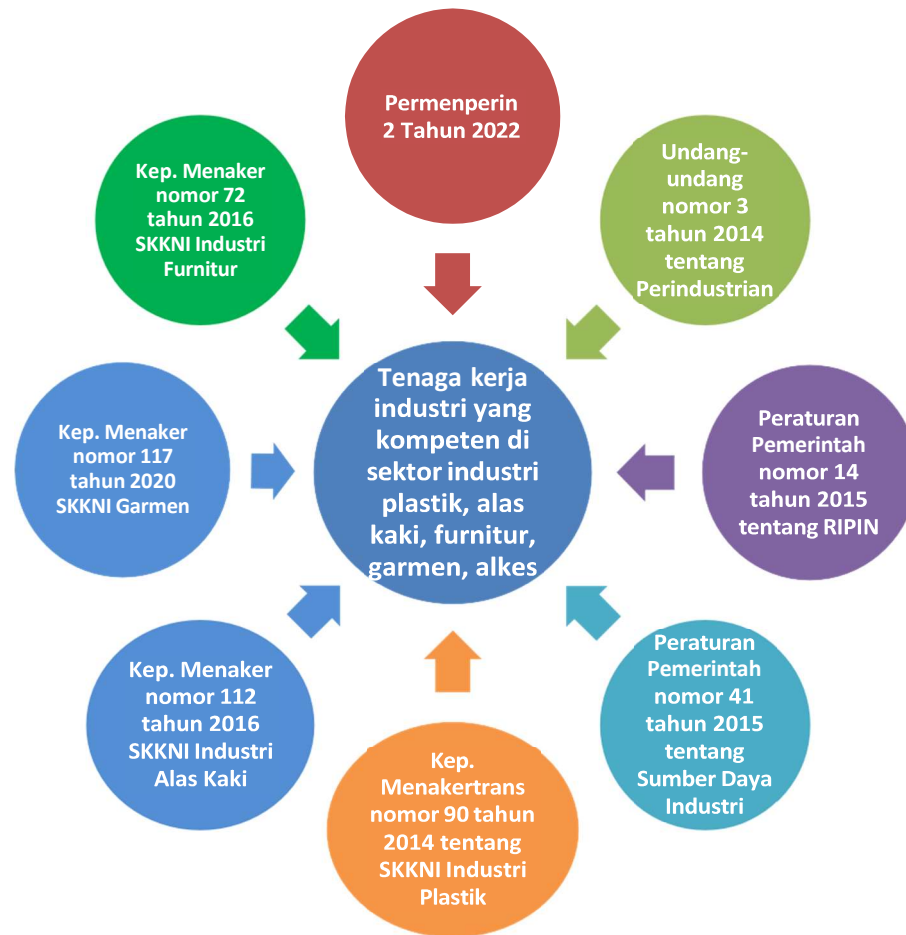 Permenperin
2 Tahun 2022
Undang-
undang
nomor 3
tahun 2014
tentang
Perindustrian
Peraturan
Pemerintah
nomor 14
tahun 2015
tentang RIPIN
Peraturan
Pemerintah
nomor 41
tahun 2015
tentang
Sumber Daya
Industri
Kep.
Menakertrans
nomor 90 tahun
2014 tentang
SKKNI Industri
Plastik
Kep. Menaker
nomor 112
tahun 2016
SKKNI Industri
Alas Kaki
Kep. Menaker
nomor 117
tahun 2020
SKKNI Garmen
Kep. Menaker
nomor 72
tahun 2016
SKKNI Industri
Furnitur
Tenaga kerja
industri yang
kompeten di
sektor industri
plastik, alas
kaki, furnitur,
garmen, alkes